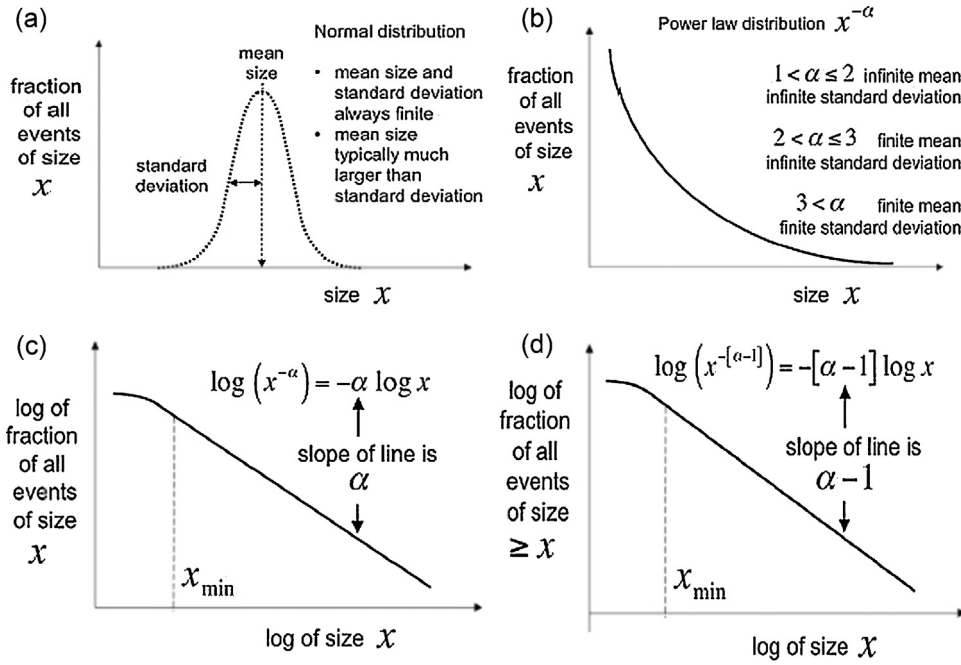 (a)
Normal distribution
mean
size
• mean size and
standard deviation
always finite
• mean size
typically much
larger than
standard deviation
fraction
of all
events
of size
x
standard
deviation
size x
(b)
Power law distribution x^{-α}
fraction
of all
events
of size
x
1 < α ≤ 2 infinite mean
infinite standard deviation
2 < α ≤ 3 finite mean
infinite standard deviation
3 < α finite mean
finite standard deviation
size x
(c)
log (x^{-α}) = -α log x
log of
fraction
of all
events
of size
x
slope of line is
α
x_{min}
log of size x
(d)
log (x^{-[α-1]}) = -[α-1] log x
log of
fraction
of all
events
of size
≥ x
slope of line is
α-1
x_{min}
log of size x